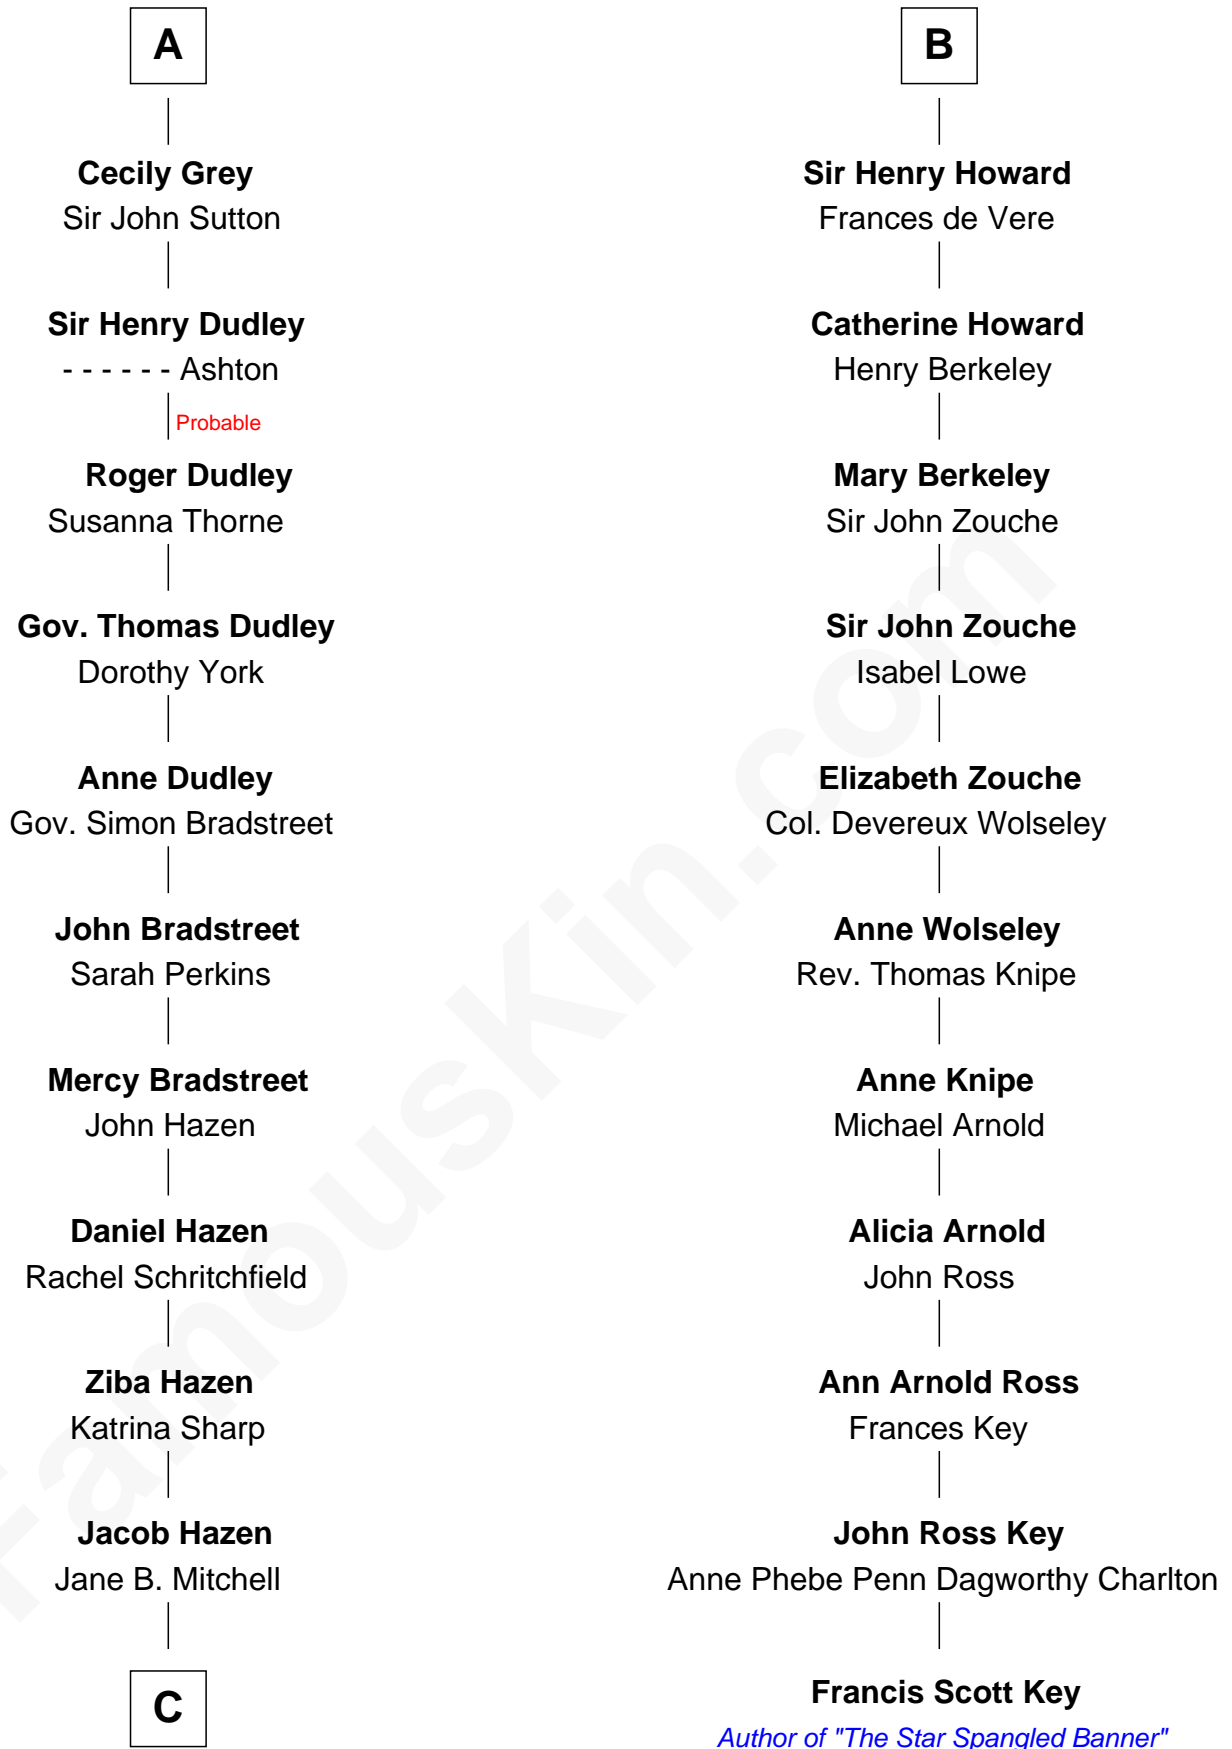 A
Cecily Grey
Sir John Sutton
Sir Henry Dudley
- - - - - - Ashton
Probable
Roger Dudley
Susanna Thorne
Gov. Thomas Dudley
Dorothy York
Anne Dudley
Gov. Simon Bradstreet
John Bradstreet
Sarah Perkins
Mercy Bradstreet
John Hazen
Daniel Hazen
Rachel Schritchfield
Ziba Hazen
Katrina Sharp
Jacob Hazen
Jane B. Mitchell
C
B
Sir Henry Howard
Frances de Vere
Catherine Howard
Henry Berkeley
Mary Berkeley
Sir John Zouche
Sir John Zouche
Isabel Lowe
Elizabeth Zouche
Col. Devereux Wolseley
Anne Wolseley
Rev. Thomas Knipe
Anne Knipe
Michael Arnold
Alicia Arnold
John Ross
Ann Arnold Ross
Frances Key
John Ross Key
Anne Phebe Penn Dagworthy Charlton
Francis Scott Key
Author of "The Star Spangled Banner"
FamousKin.com